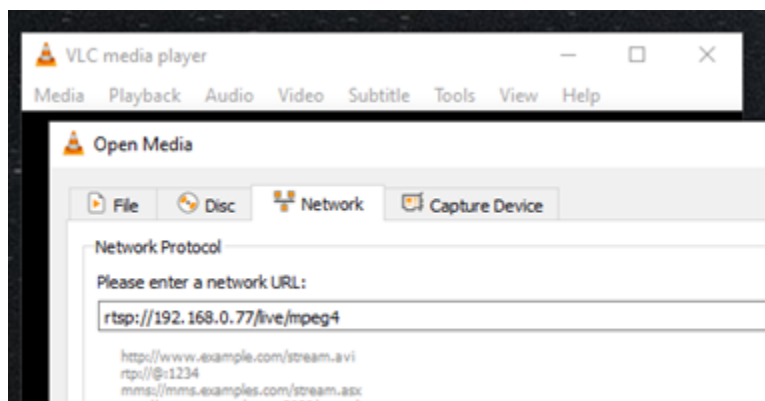 VLC media player
Media Playback Audio Video Subtitle Tools View Help
Open Media
File Disc Network Capture Device
Network Protocol
Please enter a network URL:
rtsp://192.168.0.77/live/mpeg4
http://www.example.com/stream.avi
rtp://@:1234
mms://mms.examples.com/stream.asx